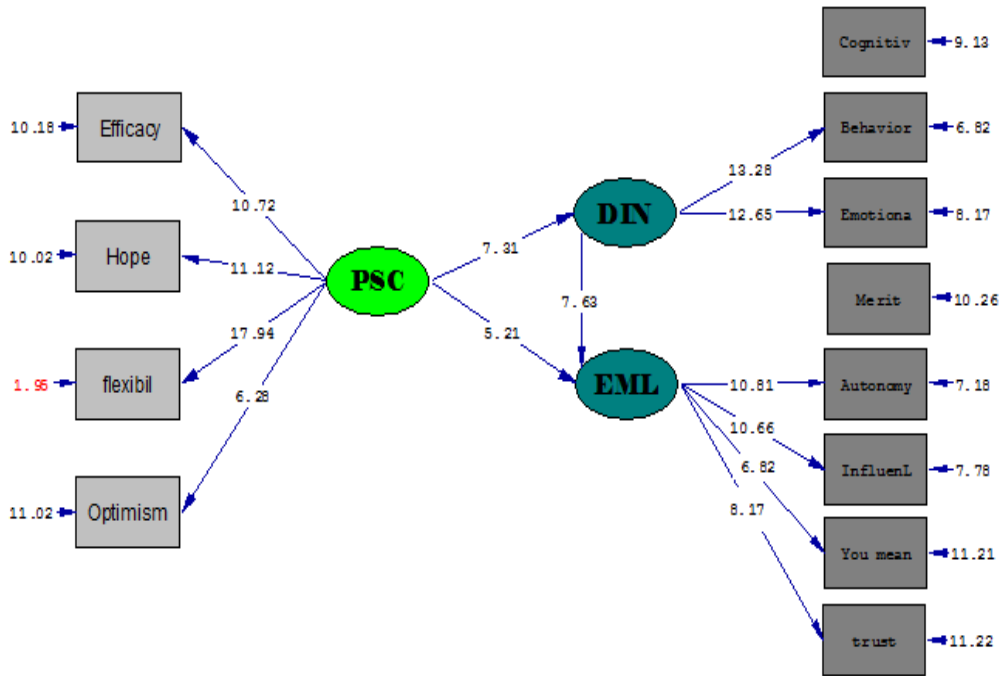 Cognitiv
9.13
10.18
Efficacy
Behavior
6.82
13.28
10.72
DIN
12.65
Emotiona
8.17
10.02
Hope
11.12
PSC
7.31
7.63
Merit
10.26
17.94
5.21
1.95
flexibil
6.28
EML
10.81
Autonomy
7.18
10.66
6.82
InfluenL
7.78
8.17
11.02
Optimism
You mean
11.21
trust
11.22